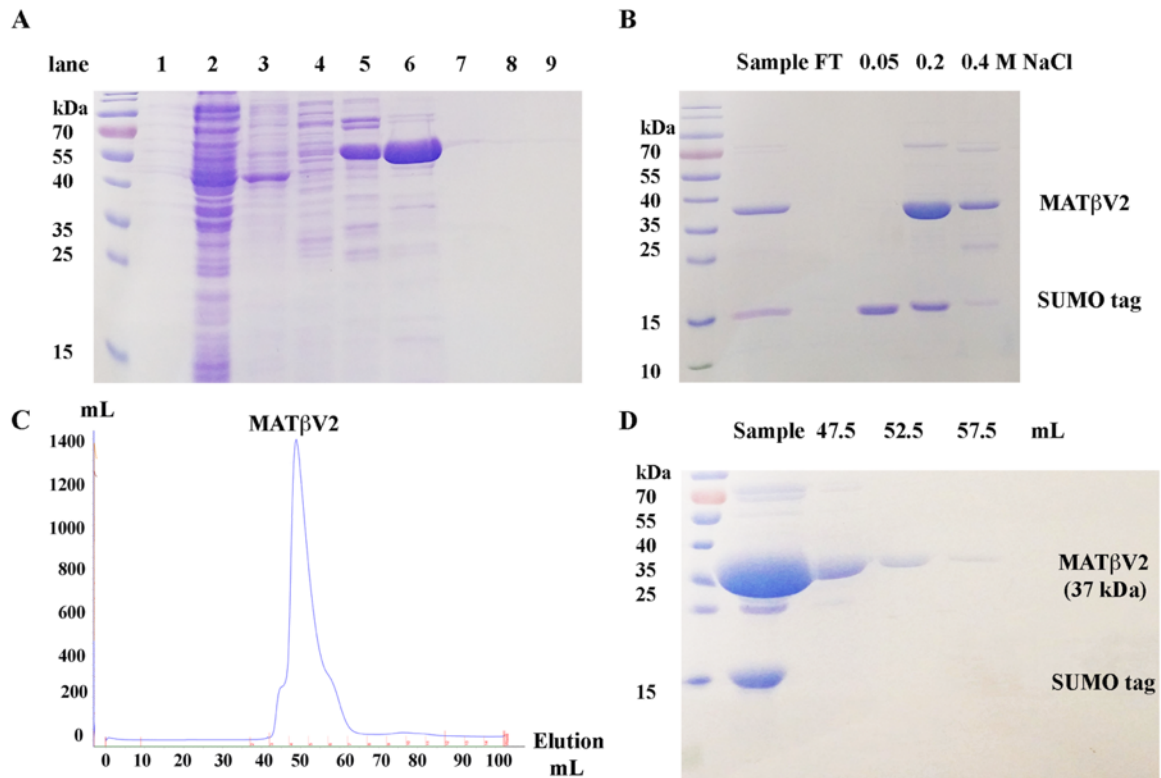 A
lane 1 2 3 4 5 6 7 8 9
kDa
70
55
40
35
25
15
B
Sample FT 0.05 0.2 0.4 M NaCl
kDa
70
55
40
35
25
15
10
MATβV2
SUMO tag
C
mL
MATβV2
1400
1200
1000
800
600
400
200
0
0 10 20 30 40 50 60 70 80 90 100
Elution
mL
D
Sample 47.5 52.5 57.5 mL
kDa
70
55
40
35
25
15
MATβV2
(37 kDa)
SUMO tag